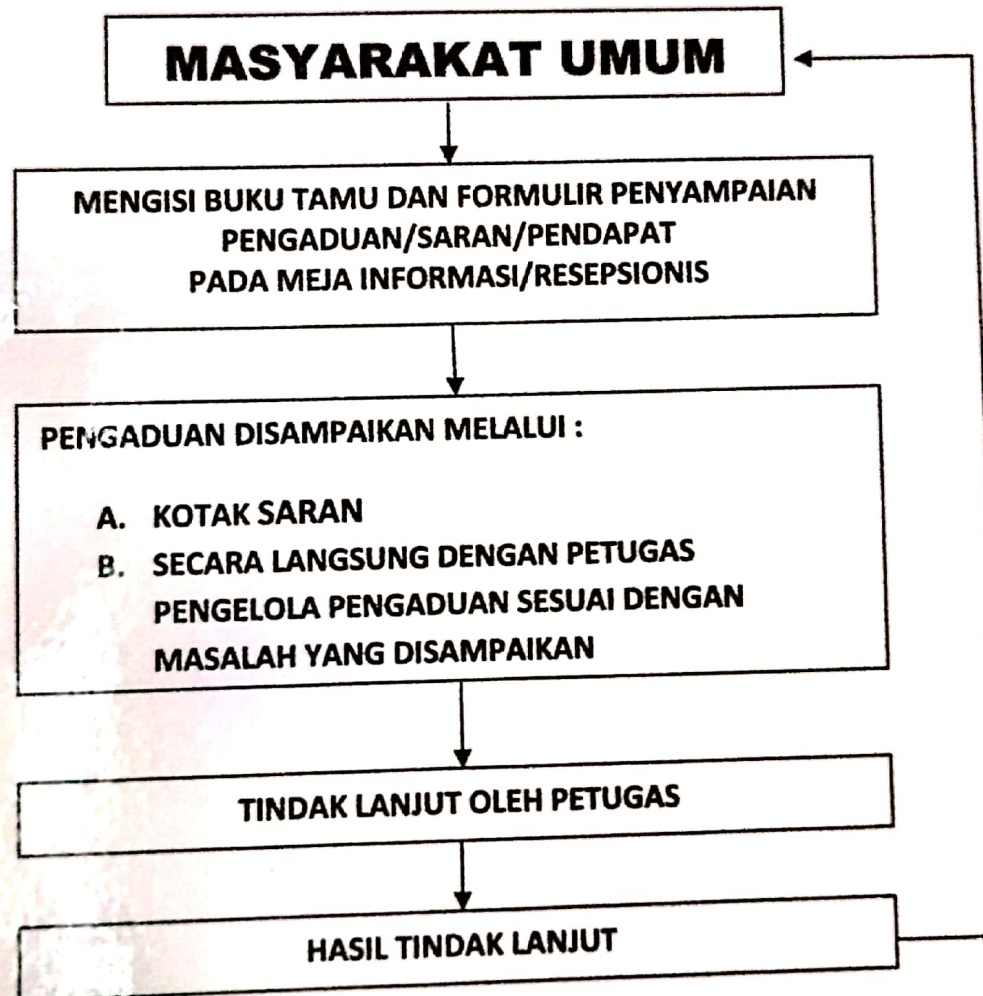 MASYARAKAT UMUM
MENGISI BUKU TAMU DAN FORMULIR PENYAMPAIAN
PENGADUAN/SARAN/PENDAPAT
PADA MEJA INFORMASI/RESEPSIONIS
PENGADUAN DISAMPAIKAN MELALUI :
A. KOTAK SARAN
B. SECARA LANGSUNG DENGAN PETUGAS
PENGELOLA PENGADUAN SESUAI DENGAN
MASALAH YANG DISAMPAIKAN
TINDAK LANJUT OLEH PETUGAS
HASIL TINDAK LANJUT